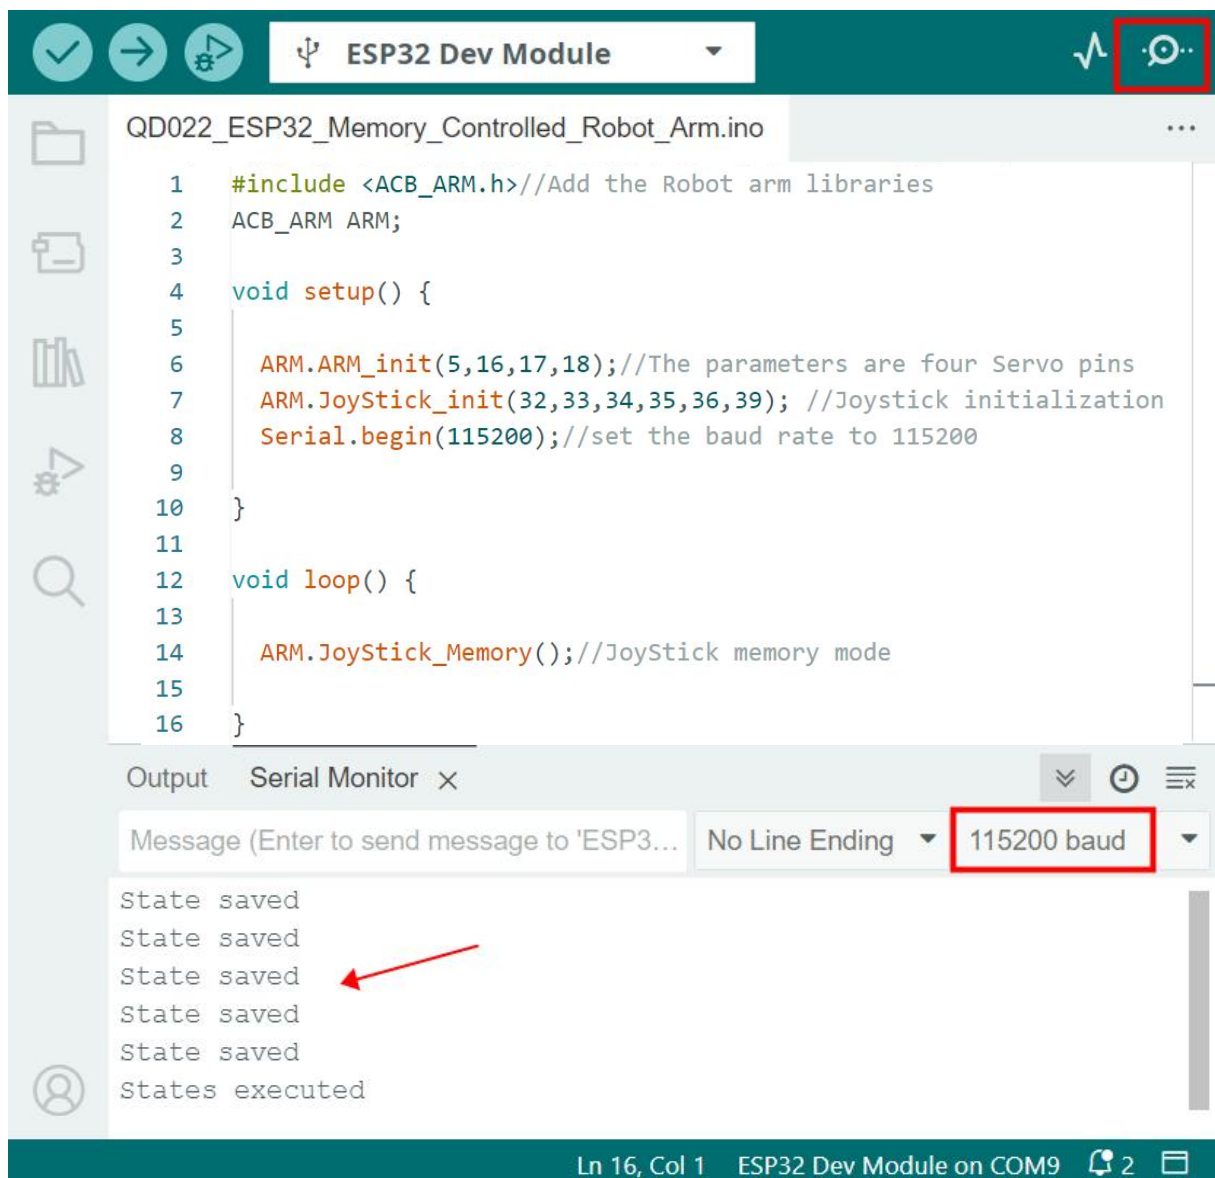 ESP32 Dev Module
QD022_ESP32_Memory_Controlled_Robot_Arm.ino
...
1 #include <ACB_ARM.h>//Add the Robot arm libraries
2 ACB_ARM ARM;
3
4 void setup() {
5
6 ARM.ARM_init(5,16,17,18);//The parameters are four Servo pins
7 ARM.JoyStick_init(32,33,34,35,36,39); //Joystick initialization
8 Serial.begin(115200);//set the baud rate to 115200
9
10 }
11
12 void loop() {
13
14 ARM.JoyStick_Memory();//JoyStick memory mode
15
16 }
Output Serial Monitor ×
Message (Enter to send message to 'ESP3... No Line Ending 115200 baud
State saved
State saved
State saved
State saved
State saved
States executed
Ln 16, Col 1 ESP32 Dev Module on COM9 2